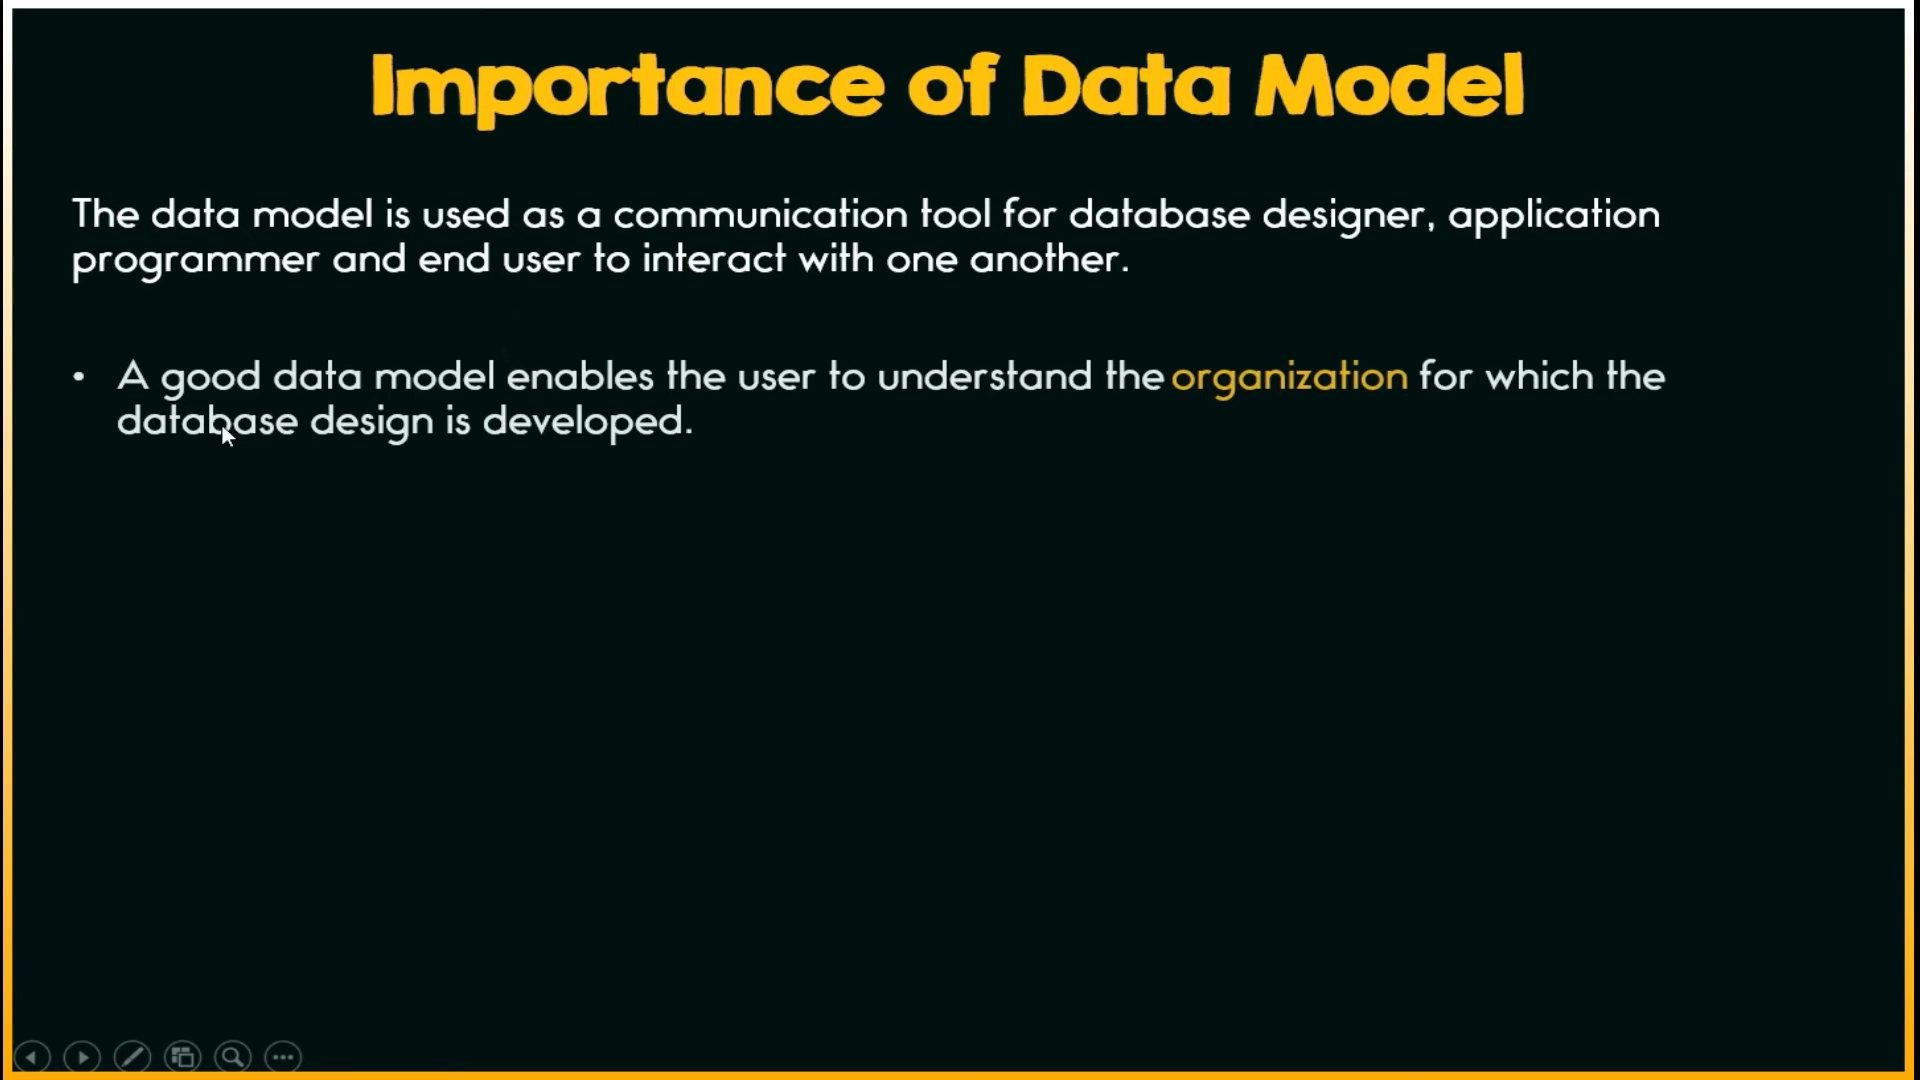 Importance of Data Model
The data model is used as a communication tool for database designer, application
programmer and end user to interact with one another.
• A good data model enables the user to understand the organization for which the
database design is developed.